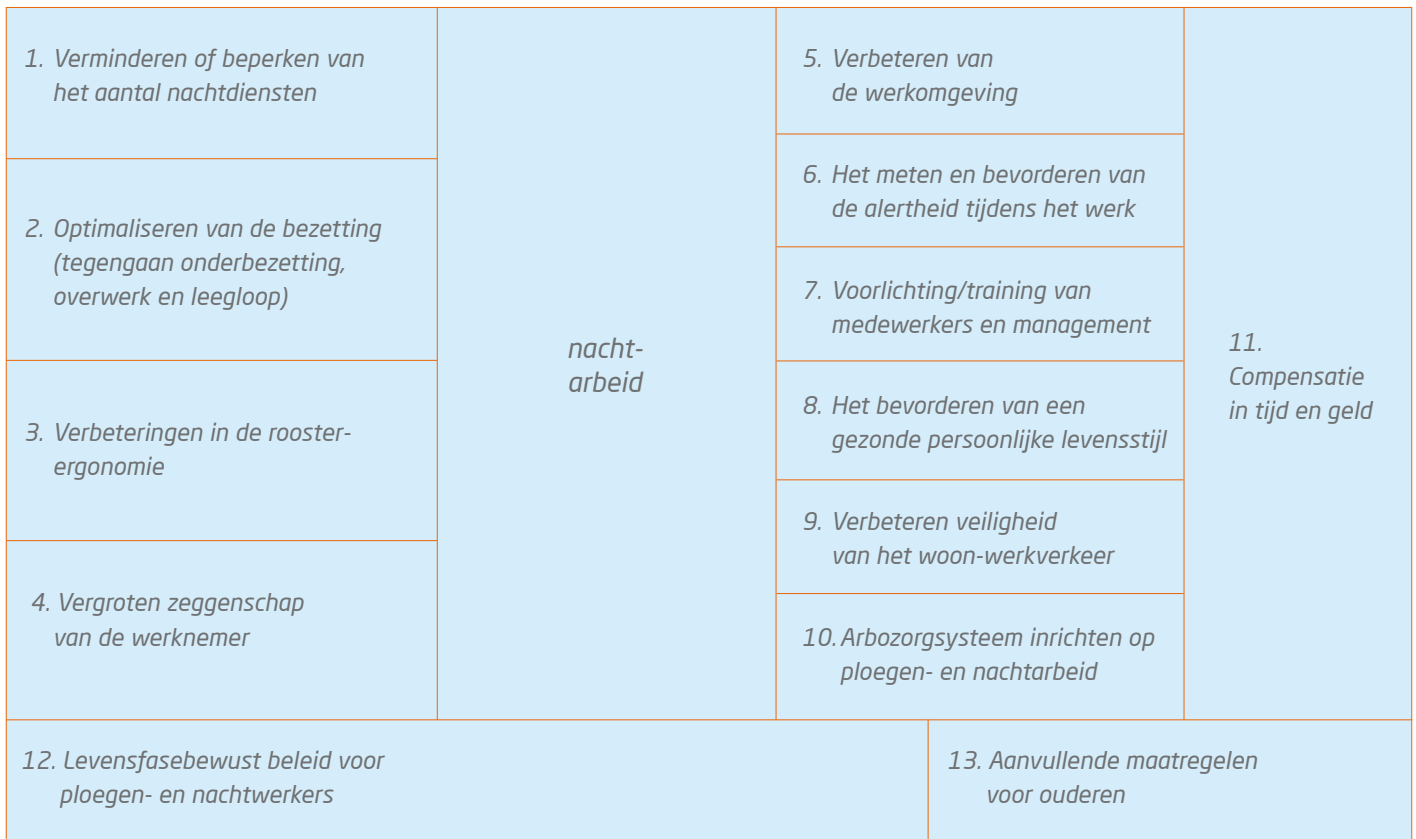 1. Verminderen of beperken van
het aantal nachtdiensten
2. Optimaliseren van de bezetting
(tegengaan onderbezetting,
overwerk en leegloop)
3. Verbeteringen in de rooster-
ergonomie
4. Vergroten zeggenschap
van de werknemer
nacht-
arbeid
5. Verbeteren van
de werkomgeving
6. Het meten en bevorderen van
de alertheid tijdens het werk
7. Voorlichting/training van
medewerkers en management
8. Het bevorderen van een
gezonde persoonlijke levensstijl
9. Verbeteren veiligheid
van het woon-werkverkeer
10. Arbozorgsysteem inrichten op
ploegen- en nachtarbeid
11.
Compensatie
in tijd en geld
12. Levensfasebewust beleid voor
ploegen- en nachtwerkers
13. Aanvullende maatregelen
voor ouderen